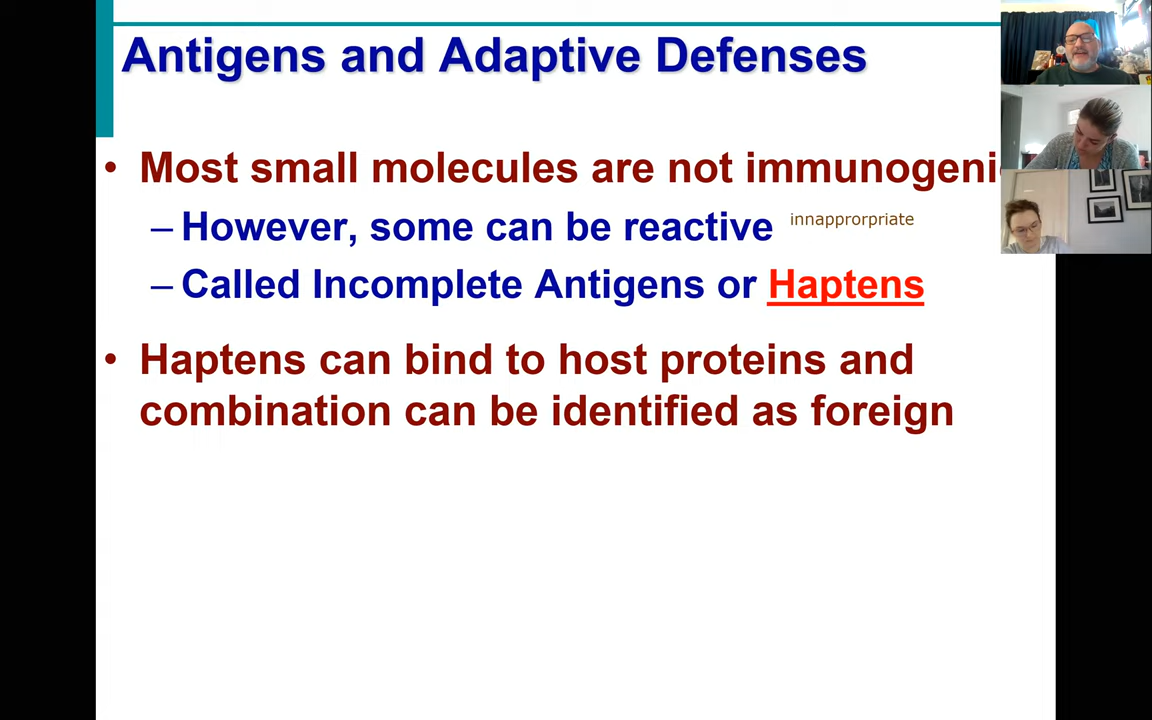 Antigens and Adaptive Defenses
• Most small molecules are not immunogeni
– However, some can be reactive innapprorpriate
– Called Incomplete Antigens or Haptens
• Haptens can bind to host proteins and
combination can be identified as foreign